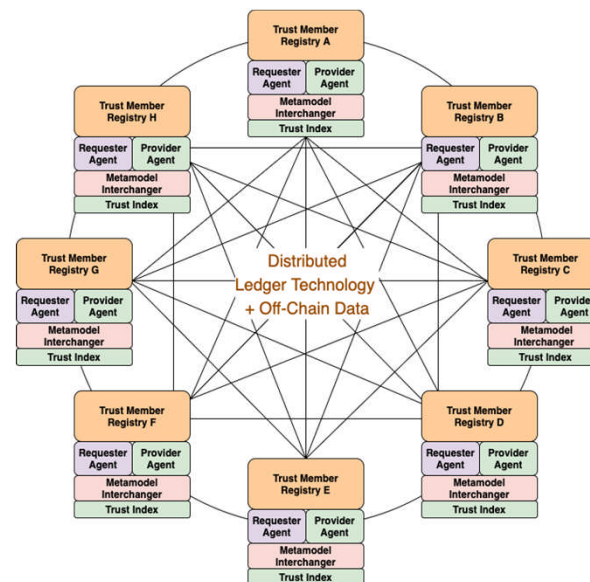 Trust Member
Registry A
Requester
Agent
Provider
Agent
Metamodel
Interchanger
Trust Index
Trust Member
Registry H
Requester
Agent
Provider
Agent
Metamodel
Interchanger
Trust Index
Trust Member
Registry B
Requester
Agent
Provider
Agent
Metamodel
Interchanger
Trust Index
Trust Member
Registry G
Requester
Agent
Provider
Agent
Metamodel
Interchanger
Trust Index
Distributed
Ledger Technology
+ Off-Chain Data
Trust Member
Registry C
Requester
Agent
Provider
Agent
Metamodel
Interchanger
Trust Index
Trust Member
Registry F
Requester
Agent
Provider
Agent
Metamodel
Interchanger
Trust Index
Trust Member
Registry D
Requester
Agent
Provider
Agent
Metamodel
Interchanger
Trust Index
Trust Member
Registry E
Requester
Agent
Provider
Agent
Metamodel
Interchanger
Trust Index